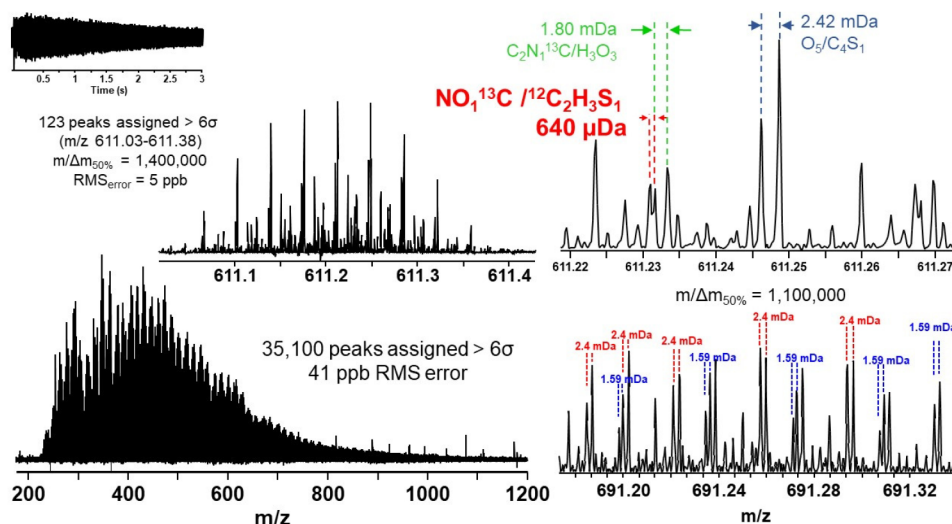 0.5 1 1.5 2 2.5 3
Time (s)
123 peaks assigned > 6σ
(m/z 611.03-611.38)
m/Δm₅₀% = 1,400,000
RMSerror = 5 ppb
611.1 611.2 611.3 611.4
35,100 peaks assigned > 6σ
41 ppb RMS error
200 400 600 800 1000 1200
m/z
1.80 mDa
C₂N₁¹³C/H₃O₃
2.42 mDa
O₅/C₄S₁
NO₁¹³C /¹²C₂H₃S₁
640 µDa
611.22 611.23 611.24 611.25 611.26 611.27
m/Δm₅₀% = 1,100,000
2.4 mDa 2.4 mDa 2.4 mDa 2.4 mDa 2.4 mDa
1.59 mDa 1.59 mDa 1.59 mDa 1.59 mDa 1.59 mDa
691.20 691.24 691.28 691.32
m/z